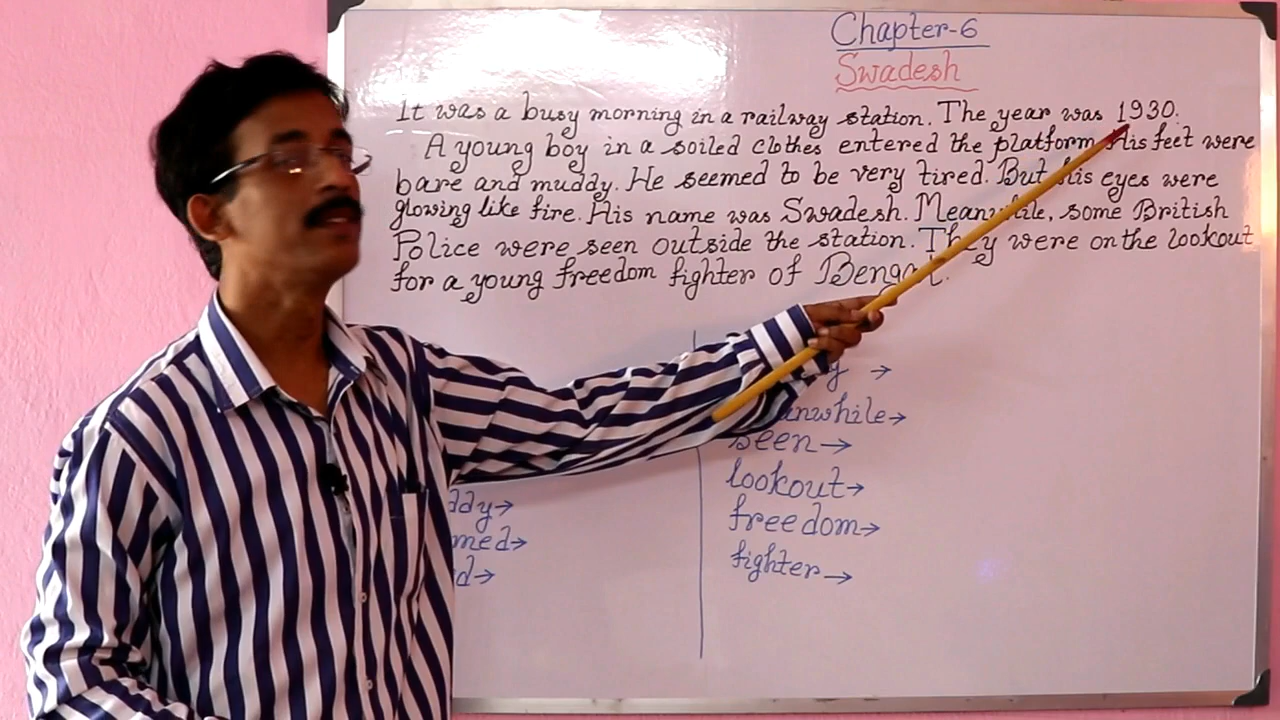 Chapter-6
Swadesh
It was a busy morning in a railway station. The year was 1930.
A young boy in a soiled clothes entered the platform. His feet were
bare and muddy. He seemed to be very tired. But his eyes were
glowing like fire. His name was Swadesh. Meanwhile, some British
Police were seen outside the station. They were on the lookout
for a young freedom fighter of Bengal.
seen→
lookout→
freedom→
fighter→